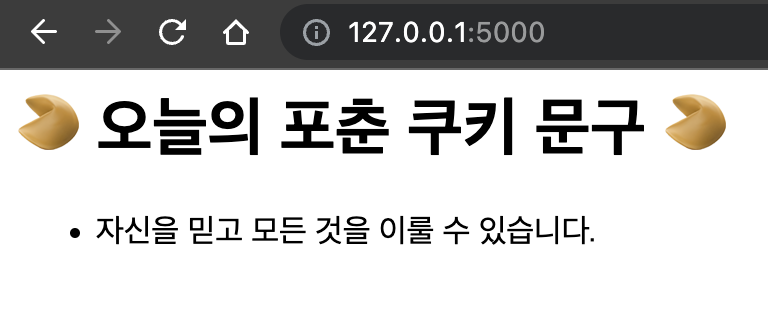 127.0.0.1:5000
🥠 오늘의 포춘 쿠키 문구 🥠
• 자신을 믿고 모든 것을 이룰 수 있습니다.